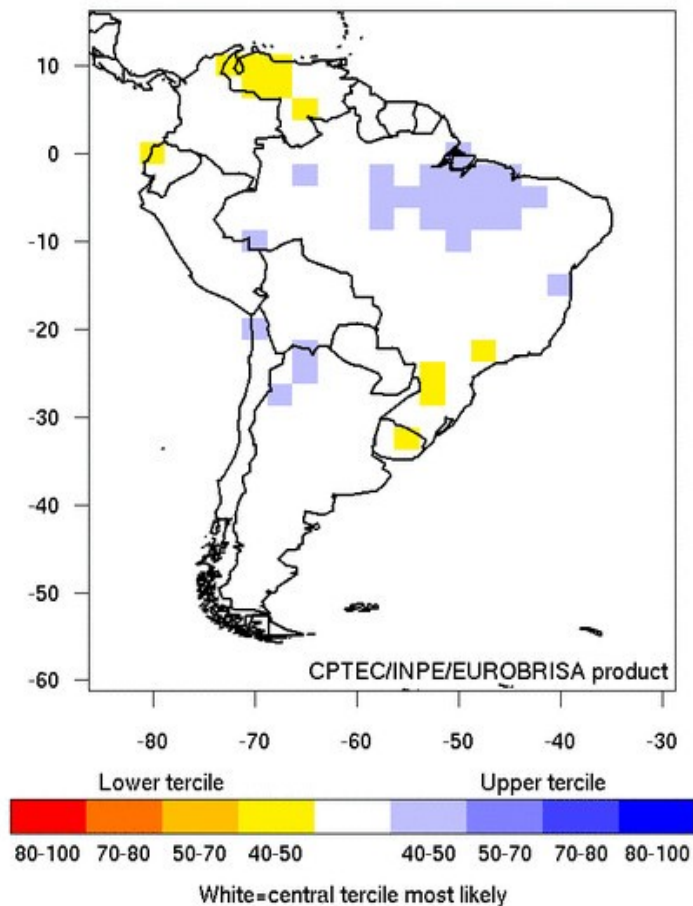 10
0
-10
-20
-30
-40
-50
-60
CPTEC/INPE/EUROBRISA product
-80 -70 -60 -50 -40 -30
Lower tercile Upper tercile
80-100 70-80 50-70 40-50 40-50 50-70 70-80 80-100
White=central tercile most likely